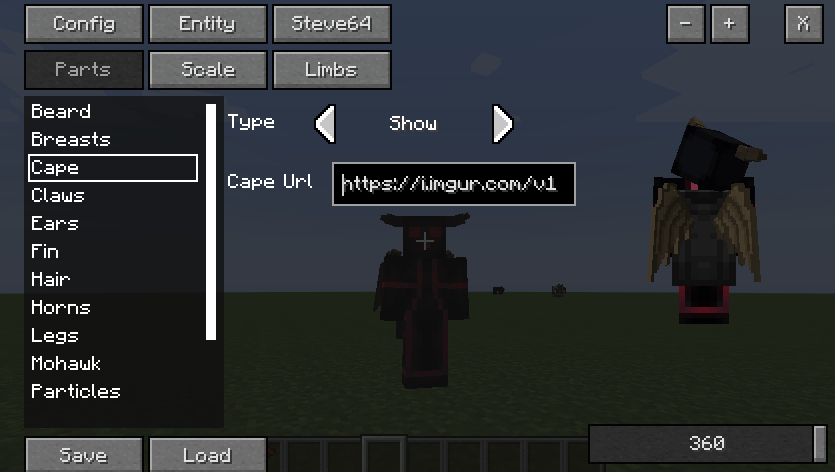 Config Entity Steve64 - + X
Parts Scale Limbs
Beard
Breasts
Cape
Claws
Ears
Fin
Hair
Horns
Legs
Mohawk
Particles
Type Show
Cape Url https://i.imgur.com/v1
Save Load 360